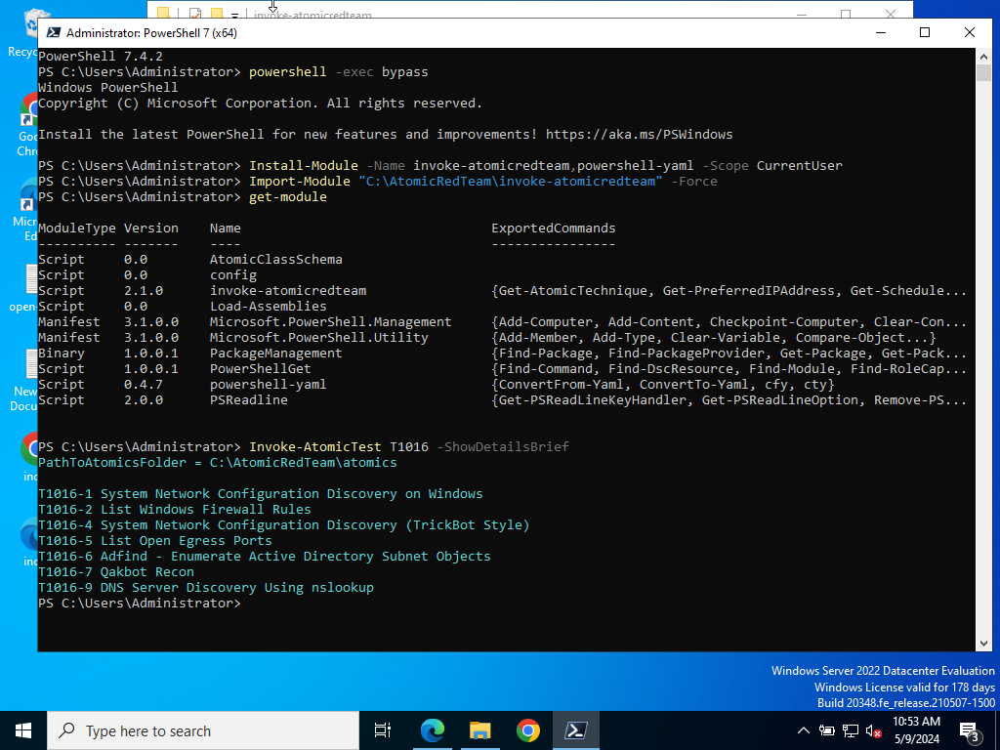 invoke-atomicredteam
Administrator: PowerShell 7 (x64)
PowerShell 7.4.2
PS C:\Users\Administrator> powershell -exec bypass
Windows PowerShell
Copyright (C) Microsoft Corporation. All rights reserved.
Install the latest PowerShell for new features and improvements! https://aka.ms/PSWindows
PS C:\Users\Administrator> Install-Module -Name invoke-atomicredteam,powershell-yaml -Scope CurrentUser
PS C:\Users\Administrator> Import-Module "C:\AtomicRedTeam\invoke-atomicredteam" -Force
PS C:\Users\Administrator> get-module
ModuleType Version    Name                                ExportedCommands
---------- -------    ----                                ----------------
Script     0.0        AtomicClassSchema
Script     0.0        config
Script     2.1.0      invoke-atomicredteam                {Get-AtomicTechnique, Get-PreferredIPAddress, Get-Schedule...
Script     0.0        Load-Assemblies
Manifest   3.1.0.0    Microsoft.PowerShell.Management     {Add-Computer, Add-Content, Checkpoint-Computer, Clear-Con...
Manifest   3.1.0.0    Microsoft.PowerShell.Utility        {Add-Member, Add-Type, Clear-Variable, Compare-Object...}
Binary     1.0.0.1    PackageManagement                   {Find-Package, Find-PackageProvider, Get-Package, Get-Pack...
Script     1.0.0.1    PowerShellGet                       {Find-Command, Find-DscResource, Find-Module, Find-RoleCap...
Script     0.4.7      powershell-yaml                     {ConvertFrom-Yaml, ConvertTo-Yaml, cfy, cty}
Script     2.0.0      PSReadline                          {Get-PSReadLineKeyHandler, Get-PSReadLineOption, Remove-PS...
PS C:\Users\Administrator> Invoke-AtomicTest T1016 -ShowDetailsBrief
PathToAtomicsFolder = C:\AtomicRedTeam\atomics
T1016-1 System Network Configuration Discovery on Windows
T1016-2 List Windows Firewall Rules
T1016-4 System Network Configuration Discovery (TrickBot Style)
T1016-5 List Open Egress Ports
T1016-6 Adfind - Enumerate Active Directory Subnet Objects
T1016-7 Qakbot Recon
T1016-9 DNS Server Discovery Using nslookup
PS C:\Users\Administrator>
Recyc
Goo
Chr
Micr
Ed
open-
New
Docu
ind
ind
Windows Server 2022 Datacenter Evaluation
Windows License valid for 178 days
Build 20348.fe_release.210507-1500
Type here to search
10:53 AM
5/9/2024
3